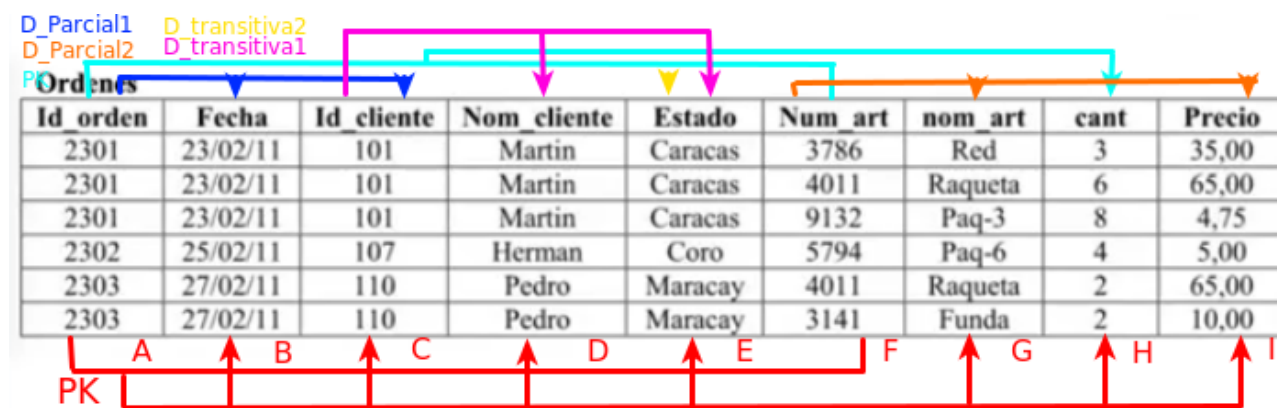 D_Parcial1 D_transitiva2
D_Parcial2 D_transitiva1
PK
Ordenes
Id_orden Fecha Id_cliente Nom_cliente Estado Num_art nom_art cant Precio
2301 23/02/11 101 Martin Caracas 3786 Red 3 35,00
2301 23/02/11 101 Martin Caracas 4011 Raqueta 6 65,00
2301 23/02/11 101 Martin Caracas 9132 Paq-3 8 4,75
2302 25/02/11 107 Herman Coro 5794 Paq-6 4 5,00
2303 27/02/11 110 Pedro Maracay 4011 Raqueta 2 65,00
2303 27/02/11 110 Pedro Maracay 3141 Funda 2 10,00
A B C D E F G H I
PK